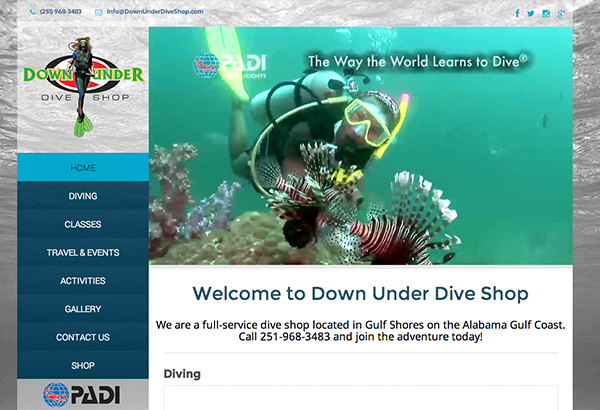 (251) 968-3483 Info@DownUnderDiveShop.com
DOWN UNDER
DIVE SHOP
HOME
DIVING
CLASSES
TRAVEL & EVENTS
ACTIVITIES
GALLERY
CONTACT US
SHOP
PADI
PADI
padi.com
The Way the World Learns to Dive®
Welcome to Down Under Dive Shop
We are a full-service dive shop located in Gulf Shores on the Alabama Gulf Coast.
Call 251-968-3483 and join the adventure today!
Diving